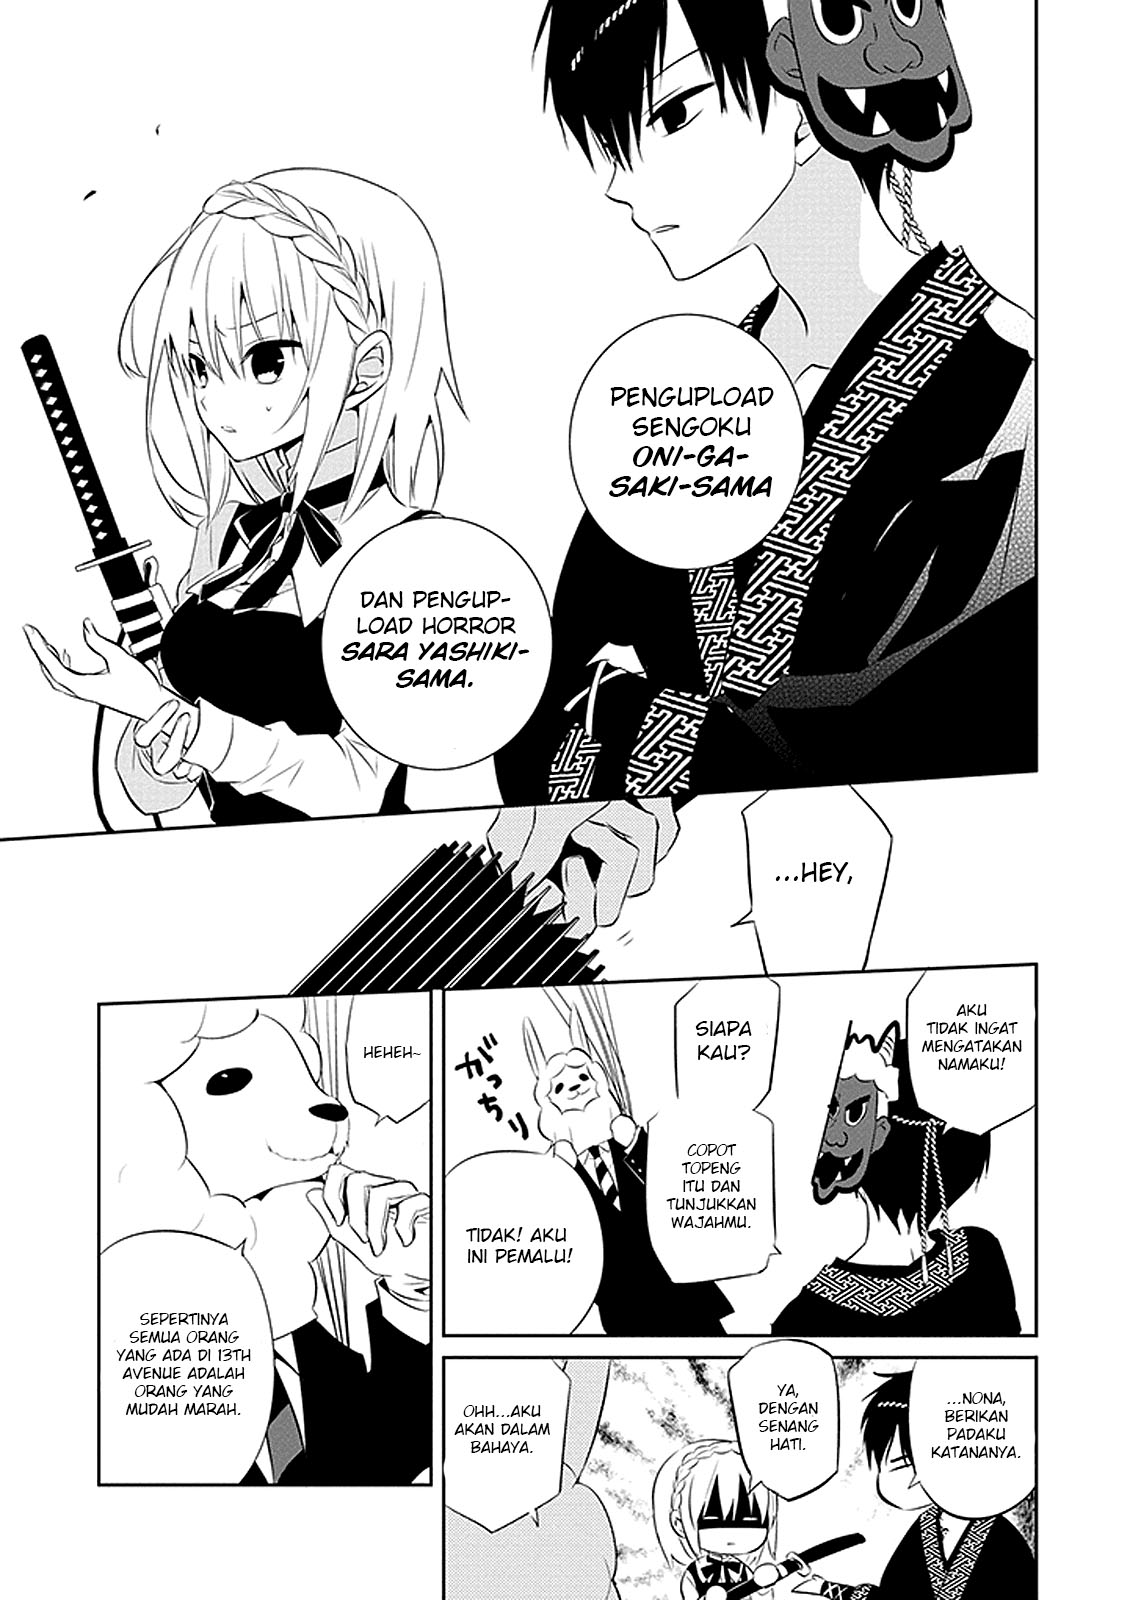 PENGUPLOAD
SENGOKU
ONI-GA-
SAKI-SAMA
DAN PENGUP-
LOAD HORROR
SARA YASHIKI-
SAMA.
...HEY,
AKU
TIDAK INGAT
MENGATAKAN
NAMAKU!
SIAPA
KAU?
COPOT
TOPENG
ITU DAN
TUNJUKKAN
WAJAHMU.
がっちり
TIDAK! AKU
INI PEMALU!
HEHEH~
SEPERTINYA
SEMUA ORANG
YANG ADA DI 13TH
AVENUE ADALAH
ORANG YANG
MUDAH MARAH.
...NONA,
BERIKAN
PADAKU
KATANANYA.
YA,
DENGAN
SENANG
HATI.
OHH...AKU
AKAN DALAM
BAHAYA.